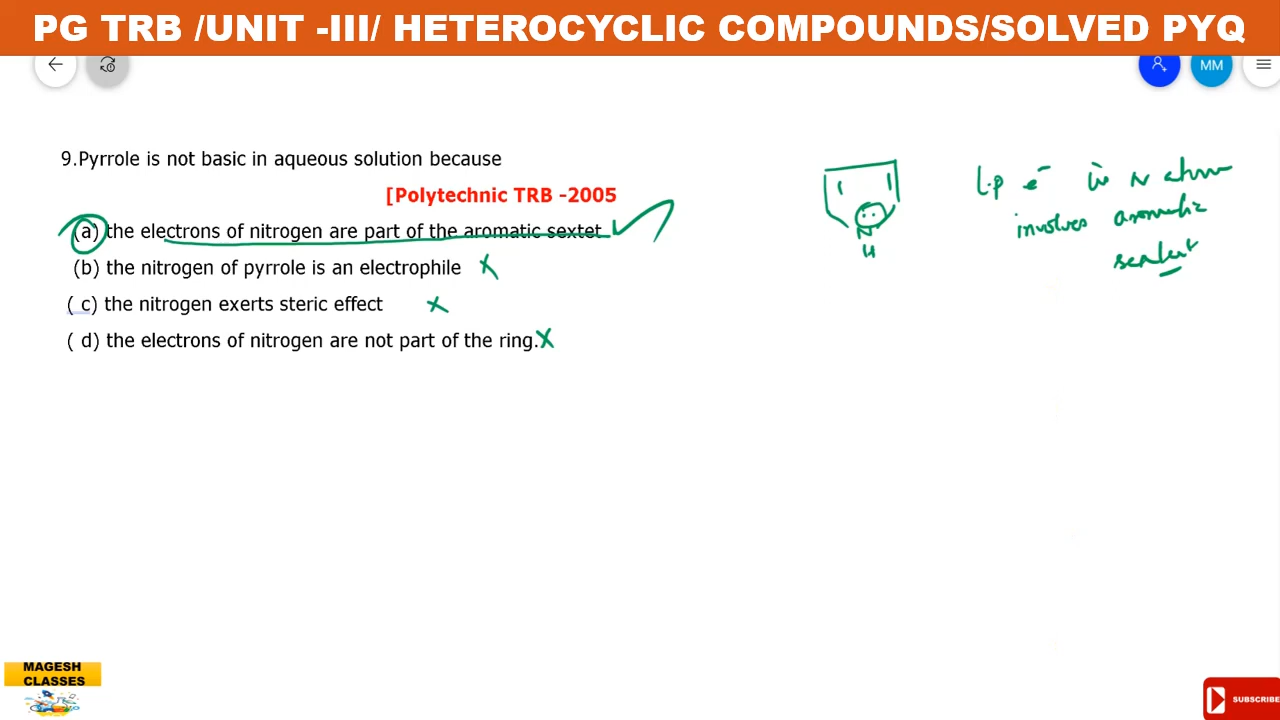 PG TRB /UNIT -III/ HETEROCYCLIC COMPOUNDS/SOLVED PYQ
MM
9.Pyrrole is not basic in aqueous solution because
[Polytechnic TRB -2005
(a) the electrons of nitrogen are part of the aromatic sextet
(b) the nitrogen of pyrrole is an electrophile
( c) the nitrogen exerts steric effect
( d) the electrons of nitrogen are not part of the ring.
N
H
l.p e- in N atom
involves aromatic
MAGESH
CLASSES
SUBSCRIBE